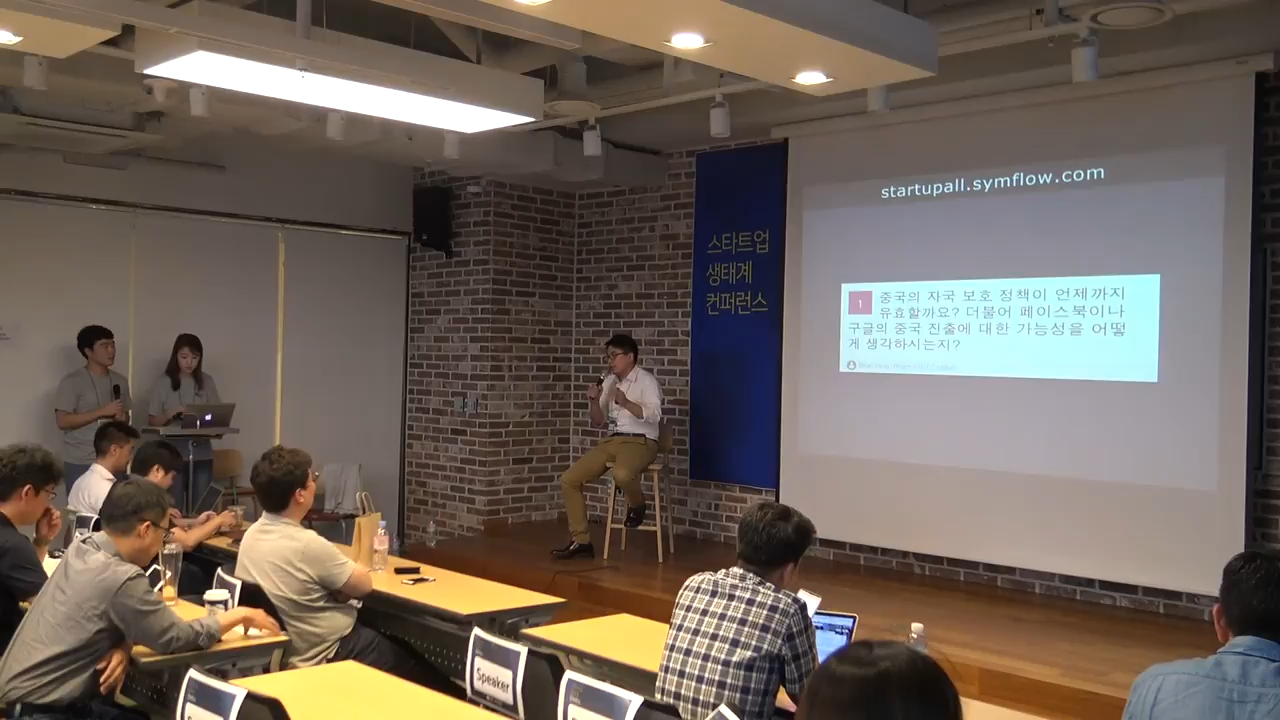 startupall.symflow.com
스타트업
생태계
컨퍼런스
1
중국의 자국 보호 정책이 언제까지
유효할까요? 더불어 페이스북이나
구글의 중국 진출에 대한 가능성을 어떻
게 생각하시는지?
Speaker